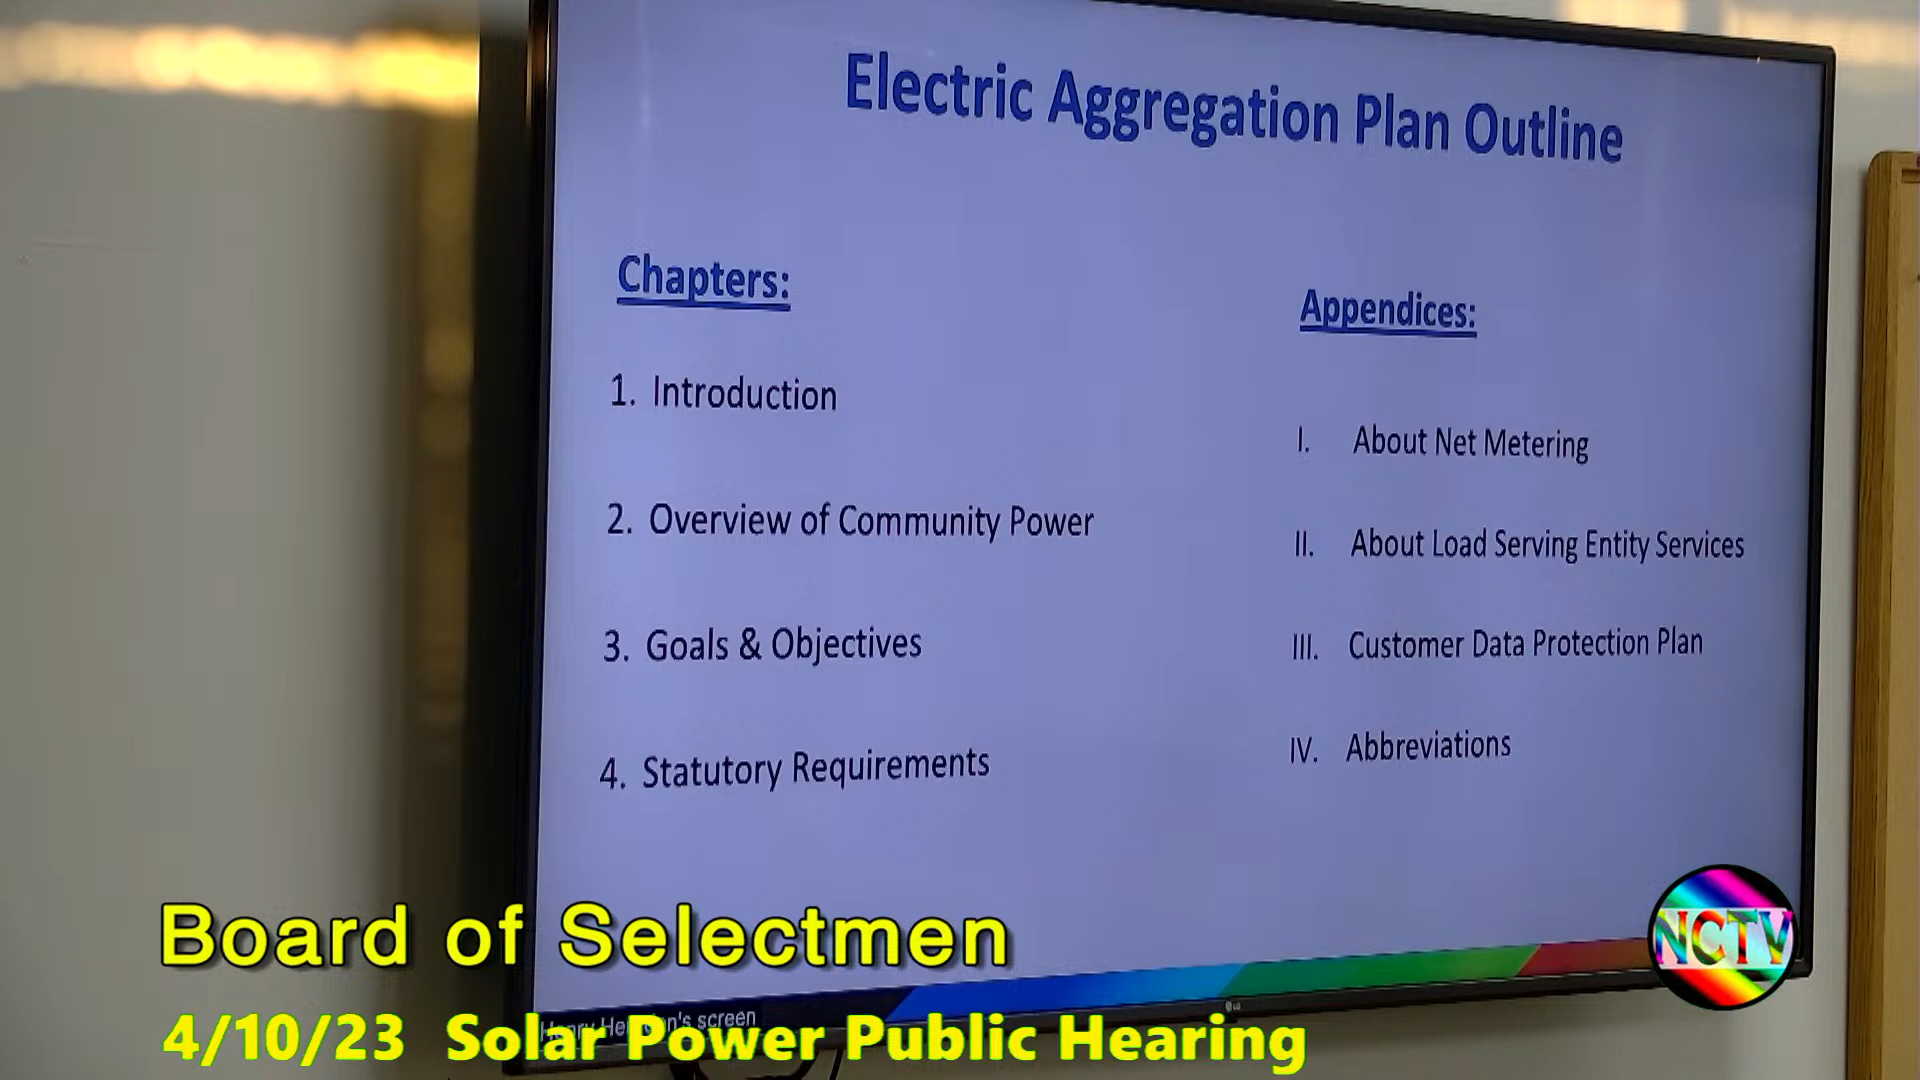 Electric Aggregation Plan Outline
Chapters:
1. Introduction
2. Overview of Community Power
3. Goals & Objectives
4. Statutory Requirements
Appendices:
I. About Net Metering
II. About Load Serving Entity Services
III. Customer Data Protection Plan
IV. Abbreviations
LG
NCTV
Board of Selectmen
screen
4/10/23 Solar Power Public Hearing